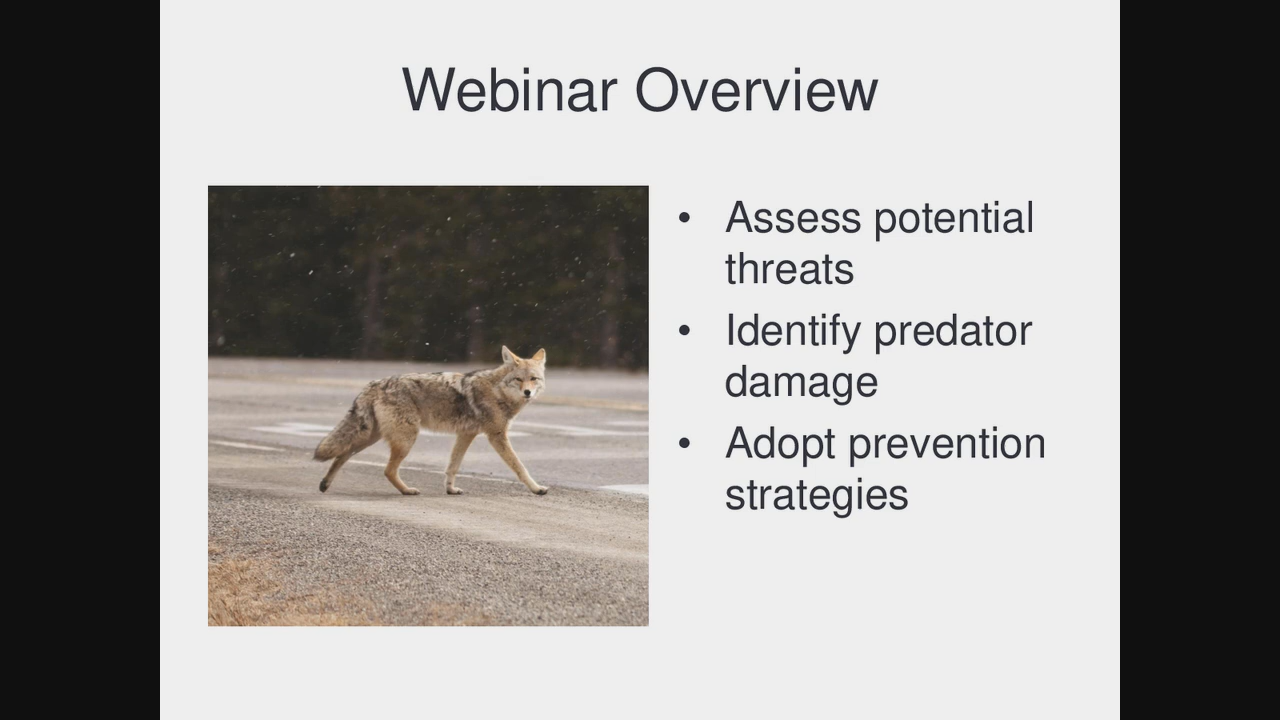 Webinar Overview
• Assess potential
threats
• Identify predator
damage
• Adopt prevention
strategies